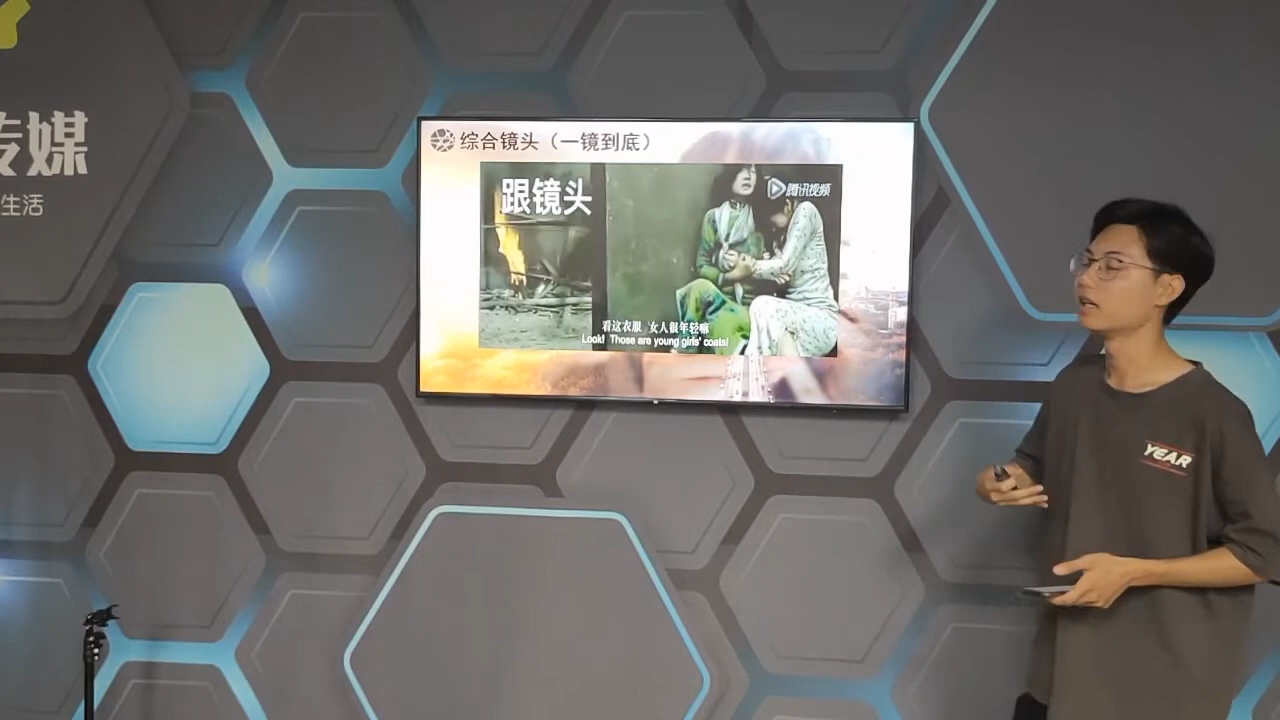 传媒
生活
综合镜头（一镜到底）
跟镜头
腾讯视频
看这衣服 女人很年轻嘛
Look! Those are young girls' coats!
YEAR